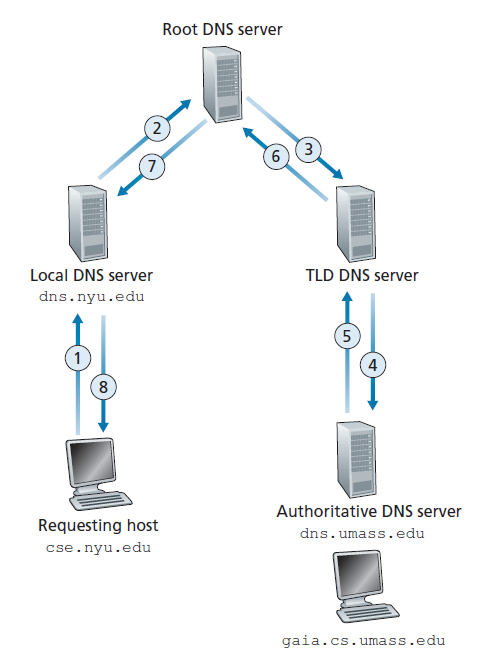 Root DNS server
2
7
3
6
Local DNS server
dns.nyu.edu
TLD DNS server
1
8
5
4
Requesting host
cse.nyu.edu
Authoritative DNS server
dns.umass.edu
gaia.cs.umass.edu